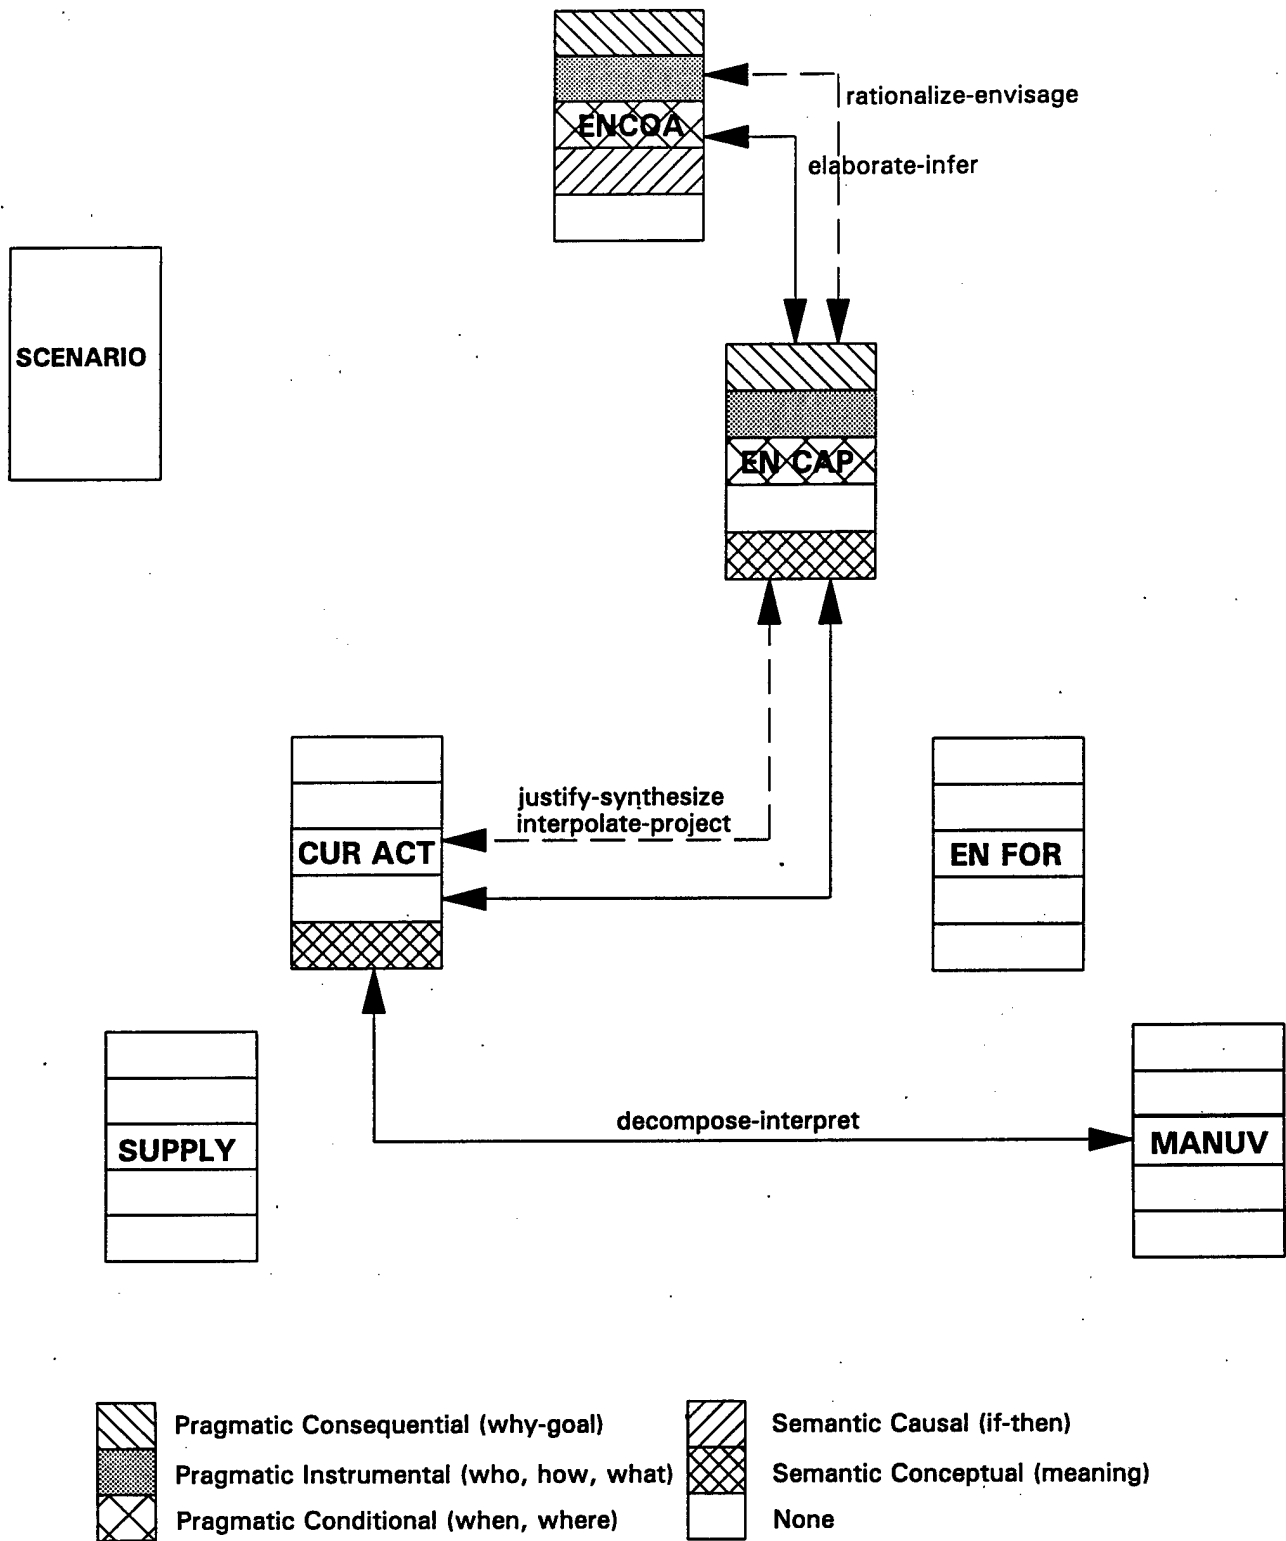 rationalize-envisage
ENCOA
elaborate-infer
SCENARIO
EN CAP
justify-synthesize
interpolate-project
CUR ACT
EN FOR
decompose-interpret
SUPPLY
MANUV
Pragmatic Consequential (why-goal)
Pragmatic Instrumental (who, how, what)
Pragmatic Conditional (when, where)
Semantic Causal (if-then)
Semantic Conceptual (meaning)
None